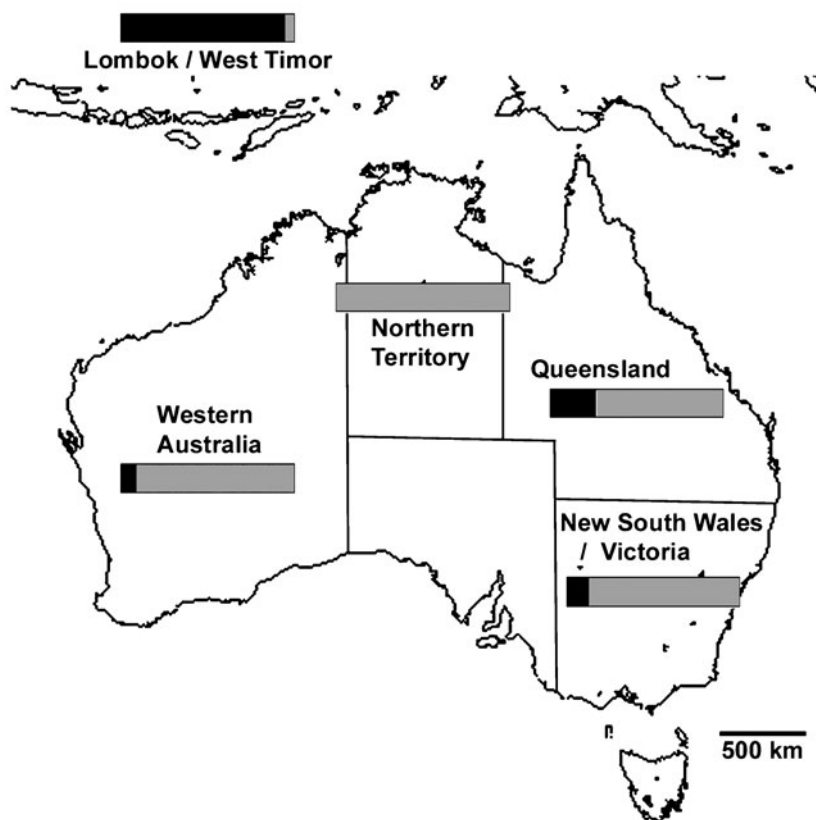 Lombok / West Timor
Northern
Territory
Queensland
Western
Australia
New South Wales
/ Victoria
500 km